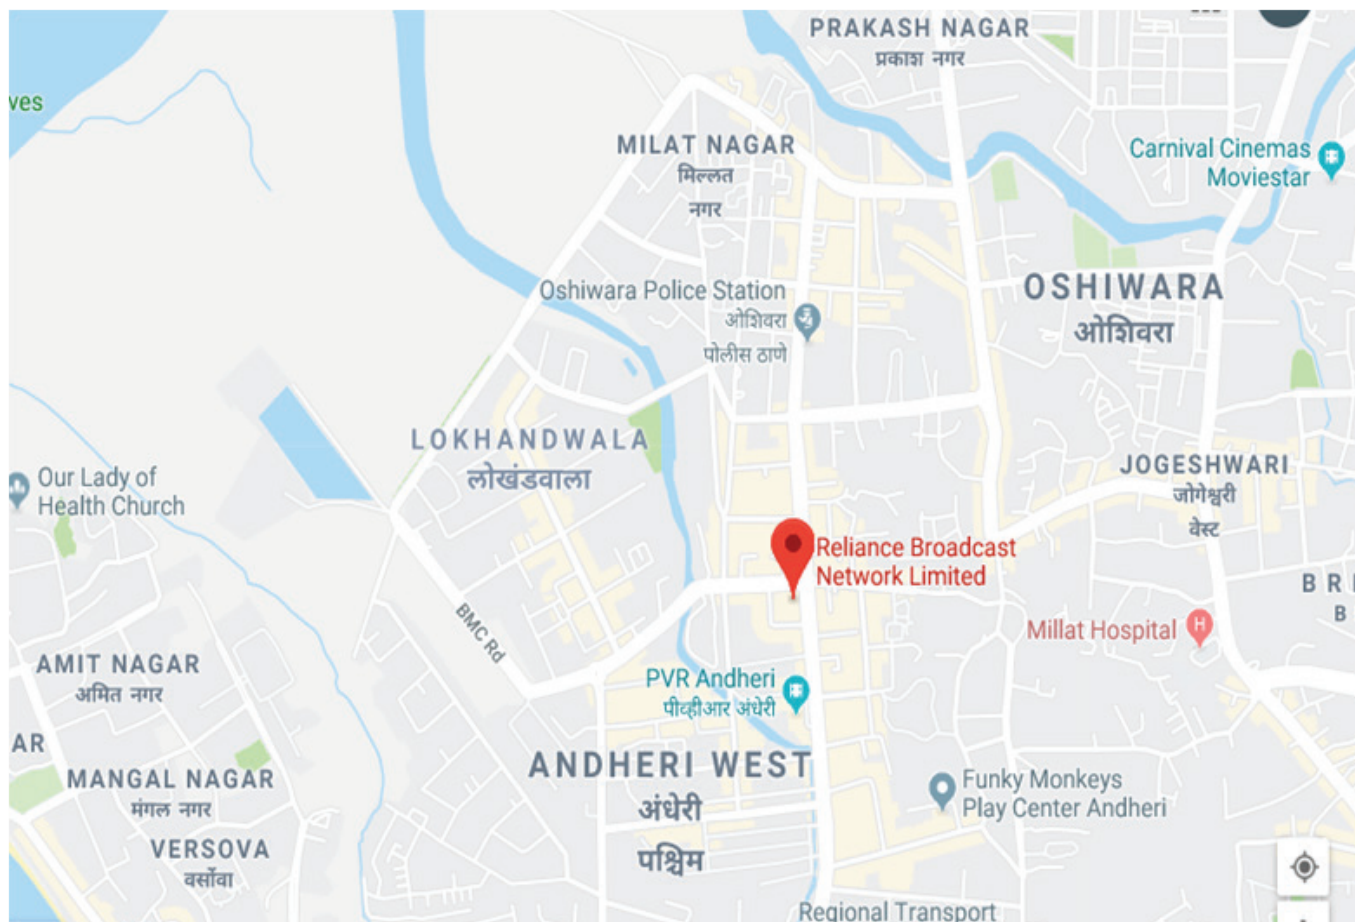 PRAKASH NAGAR
प्रकाश नगर
ves
MILAT NAGAR
मिल्लत
नगर
Carnival Cinemas
Moviestar
Oshiwara Police Station
ओशिवरा
पोलीस ठाणे
OSHIWARA
ओशिवरा
LOKHANDWALA
लोखंडवाला
Our Lady of
Health Church
JOGESHWARI
जोगेश्वरी
वेस्ट
Reliance Broadcast
Network Limited
BRI
B
BMC Rd
Millat Hospital
H
AMIT NAGAR
अमित नगर
PVR Andheri
पीव्हीआर अंधेरी
AR
MANGAL NAGAR
मंगल नगर
ANDHERI WEST
अंधेरी
पश्चिम
Funky Monkeys
Play Center Andheri
VERSOVA
वर्सोवा
Regional Transport